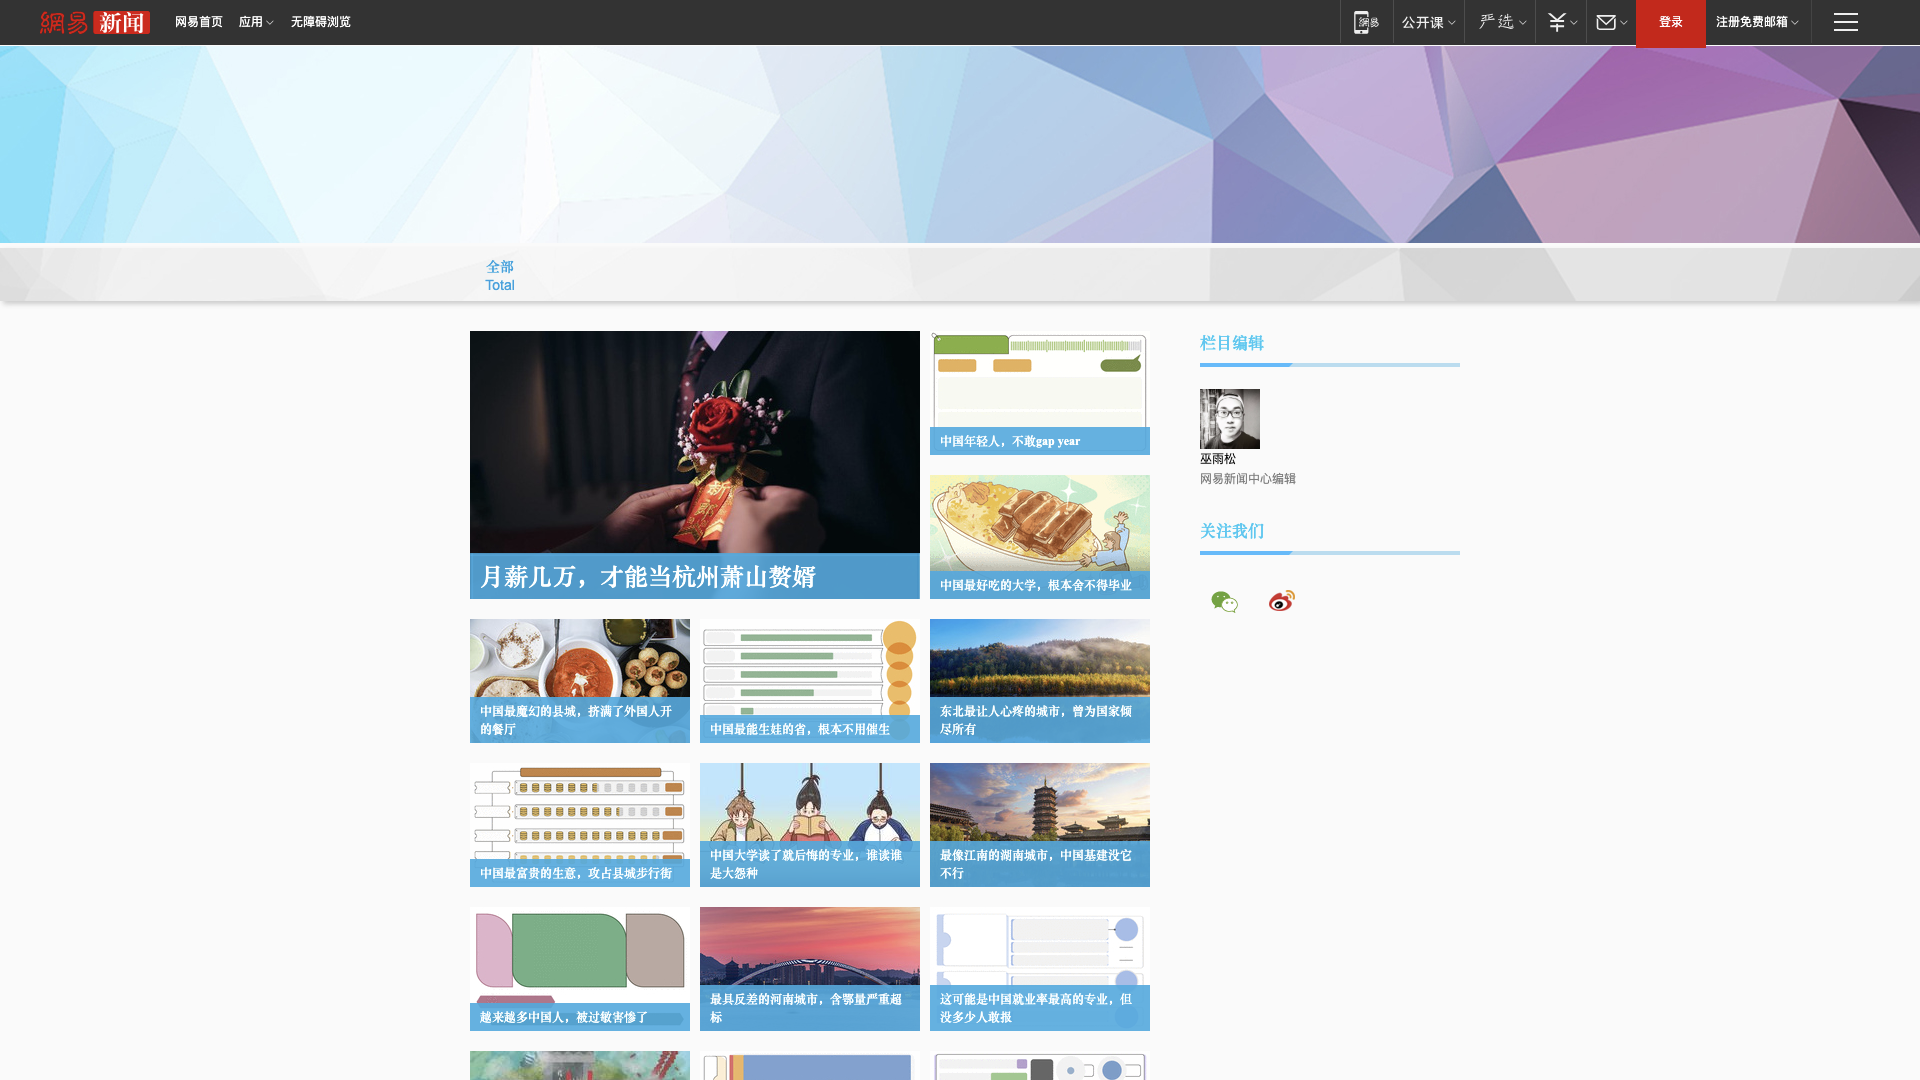 網易 新闻
网易首页
应用
无障碍浏览
網易
公开课
严选
登录
注册免费邮箱
全部
Total
月薪几万，才能当杭州萧山赘婿
中国年轻人，不敢gap year
中国最好吃的大学，根本舍不得毕业
中国最魔幻的县城，挤满了外国人开
的餐厅
中国最能生娃的省，根本不用催生
东北最让人心疼的城市，曾为国家倾
尽所有
中国最富贵的生意，攻占县城步行街
中国大学读了就后悔的专业，谁读谁
是大怨种
最像江南的湖南城市，中国基建没它
不行
越来越多中国人，被过敏害惨了
最具反差的河南城市，含鄂量严重超
标
这可能是中国就业率最高的专业，但
没多少人敢报
栏目编辑
巫雨松
网易新闻中心编辑
关注我们